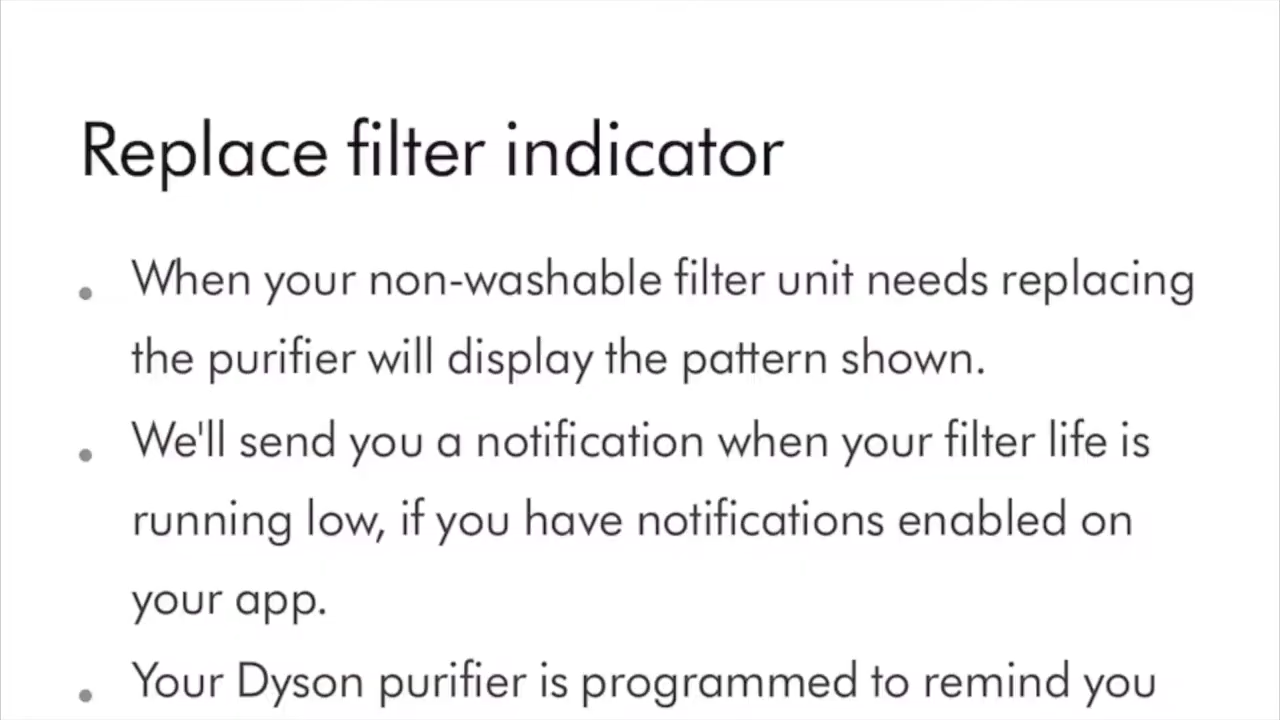 Replace filter indicator
When your non-washable filter unit needs replacing
the purifier will display the pattern shown.
We'll send you a notification when your filter life is
running low, if you have notifications enabled on
your app.
Your Dyson purifier is programmed to remind you